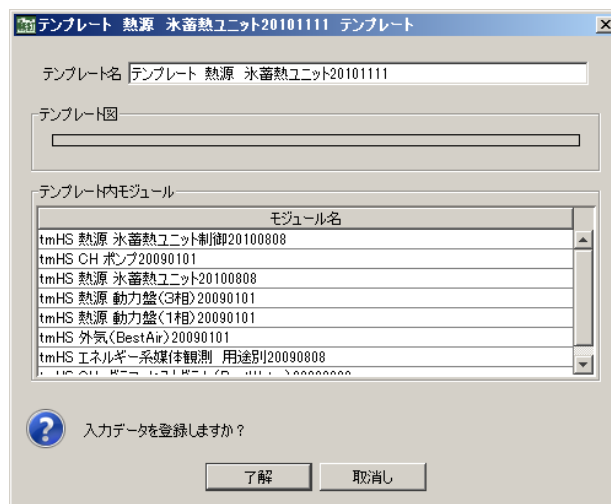 テンプレート 熱源 氷蓄熱ユニット20101111 テンプレート
テンプレート名 テンプレート 熱源 氷蓄熱ユニット20101111
テンプレート図
テンプレート内モジュール
モジュール名
tmHS 熱源 氷蓄熱ユニット制御20100808
tmHS CH ポンプ20090101
tmHS 熱源 氷蓄熱ユニット20100808
tmHS 熱源 動力盤(3相)20090101
tmHS 熱源 動力盤(1相)20090101
tmHS 外気(BestAir)20090101
tmHS エネルギー系媒体観測 用途別20090808
入力データを登録しますか?
了解 取消し